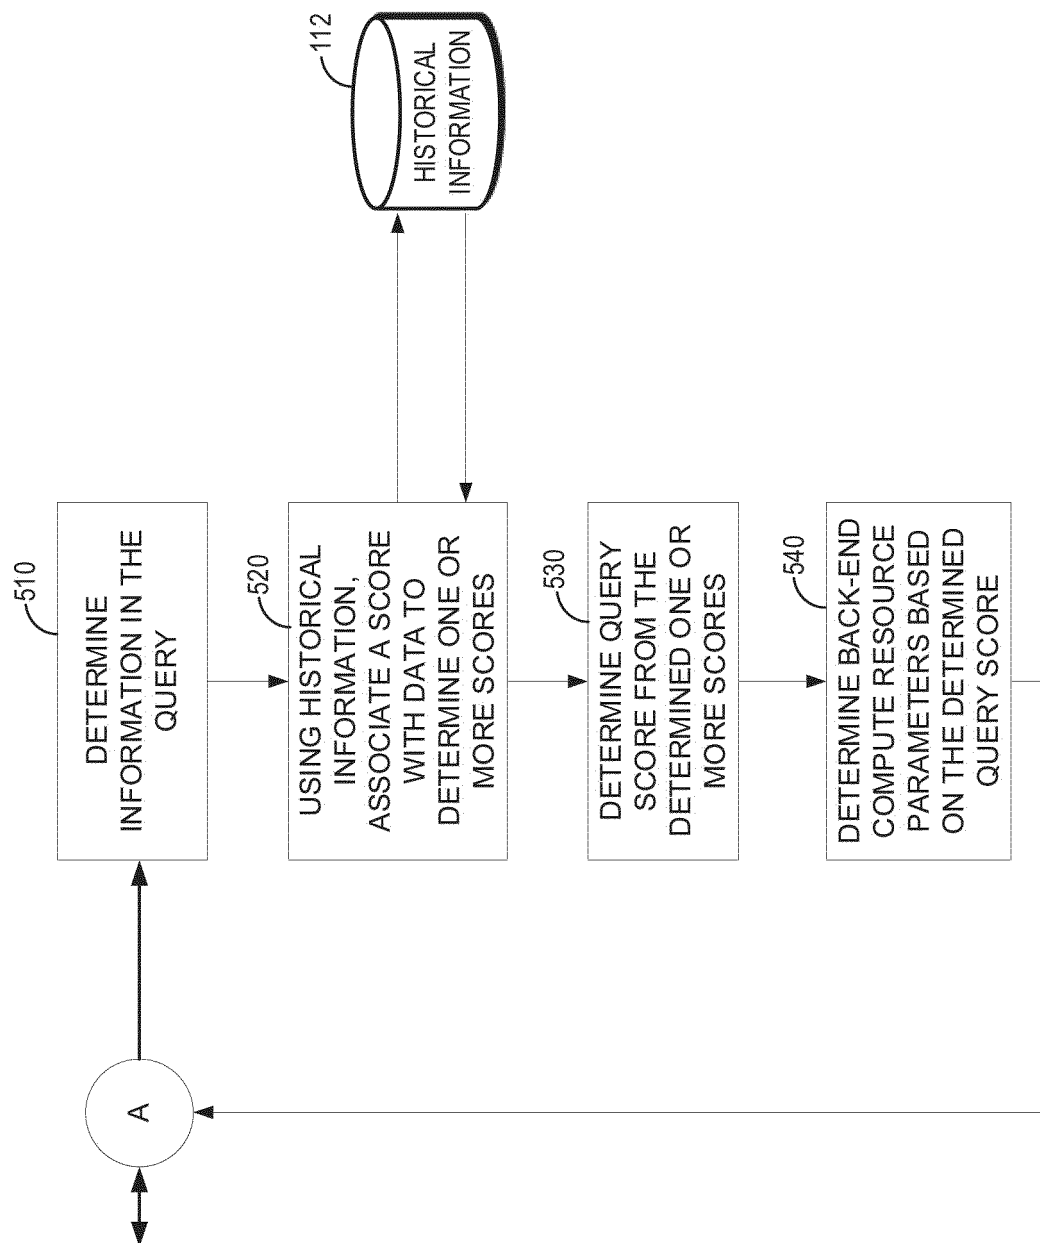 510
DETERMINE
INFORMATION IN THE
QUERY
A
520
USING HISTORICAL
INFORMATION,
ASSOCIATE A SCORE
WITH DATA TO
DETERMINE ONE OR
MORE SCORES
112
HISTORICAL
INFORMATION
530
DETERMINE QUERY
SCORE FROM THE
DETERMINED ONE OR
MORE SCORES
540
DETERMINE BACK-END
COMPUTE RESOURCE
PARAMETERS BASED
ON THE DETERMINED
QUERY SCORE